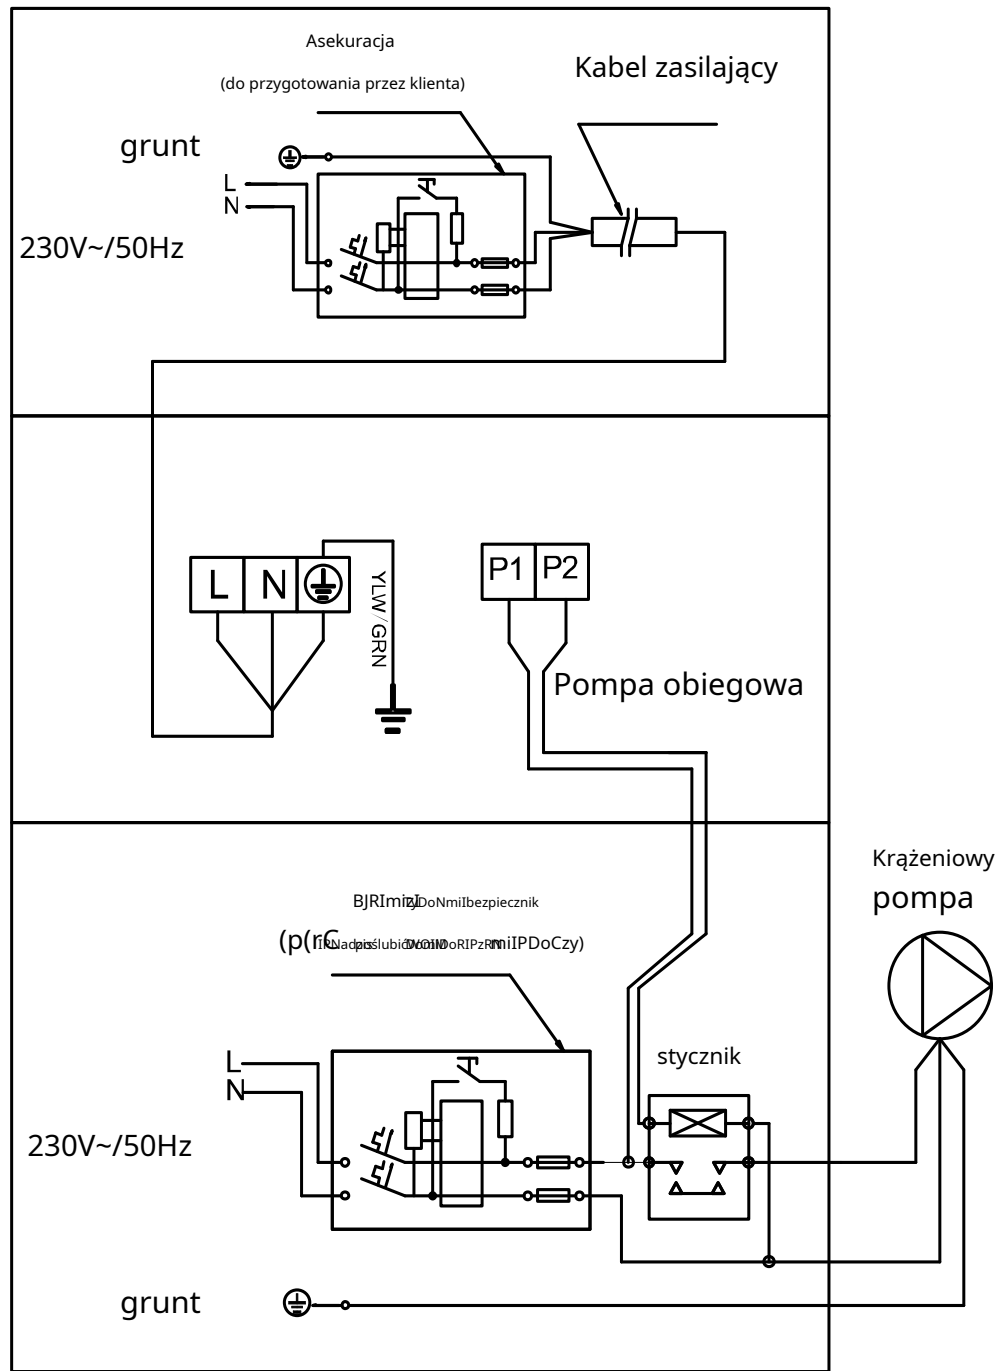 Asekuracja
(do przygotowania przez klienta)
Kabel zasilający
grunt
L
N
230V~/50Hz
L N
YLW/GRN
P1 P2
Pompa obiegowa
Krążeniowy
pompa
bezpiecznik
stycznik
L
N
230V~/50Hz
grunt